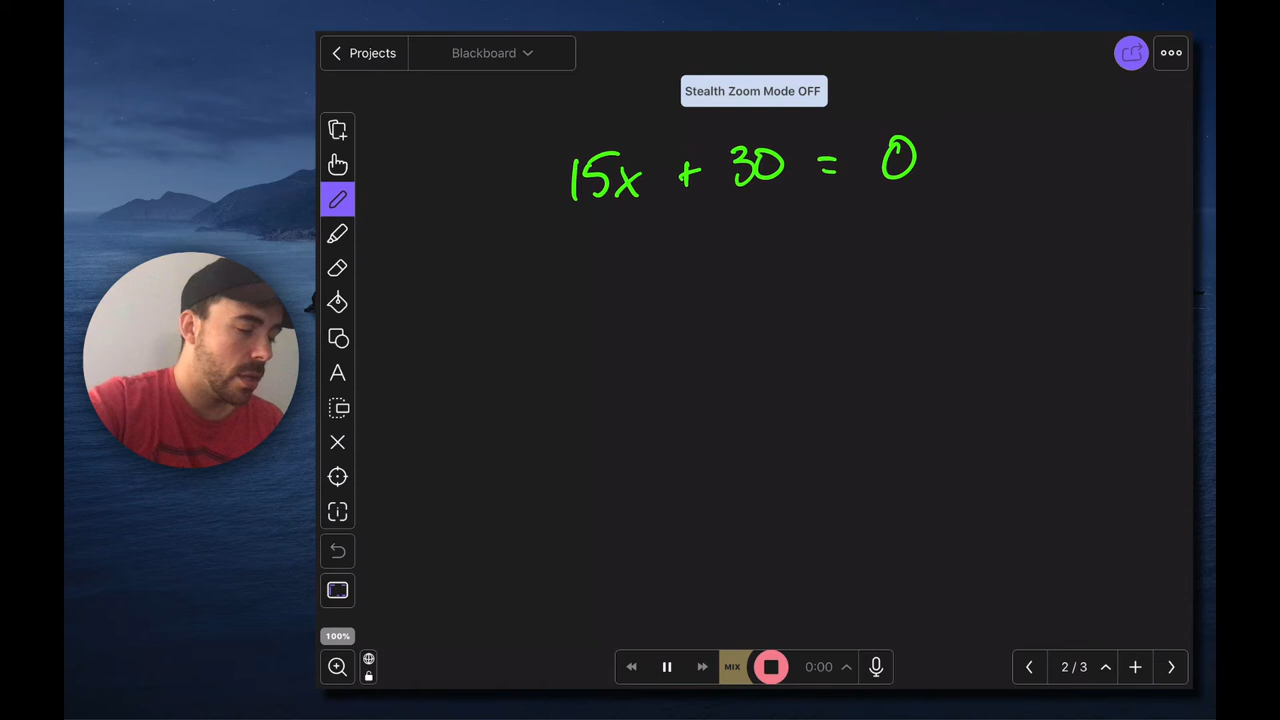 Projects
Blackboard
Stealth Zoom Mode OFF
15x + 30 = 0
A
100%
MIX
0:00
2 / 3